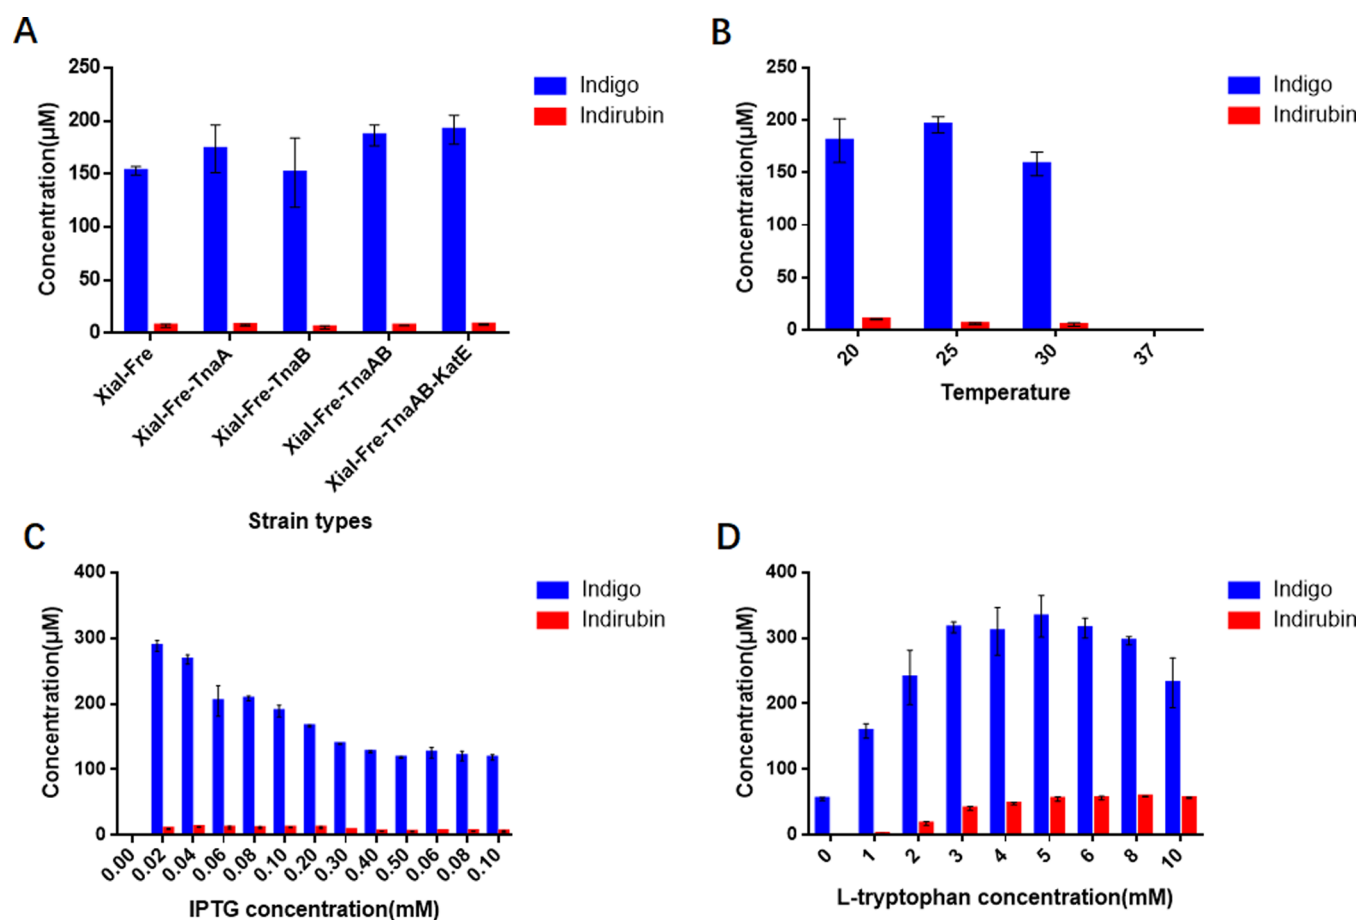 A
250
200
150
100
50
0
Concentration(μM)
Indigo
Indirubin
XiaI-Fre
XiaI-Fre-TnaA
XiaI-Fre-TnaB
XiaI-Fre-TnaAB
XiaI-Fre-TnaAB-KatE
Strain types
B
250
200
150
100
50
0
Concentration(μM)
Indigo
Indirubin
20
25
30
37
Temperature
C
400
300
200
100
0
Concentration(μM)
Indigo
Indirubin
0.00
0.02
0.04
0.06
0.08
0.10
0.20
0.30
0.40
0.50
0.06
0.08
0.10
IPTG concentration(mM)
D
400
300
200
100
0
Concentration(μM)
Indigo
Indirubin
0
1
2
3
4
5
6
8
10
L-tryptophan concentration(mM)